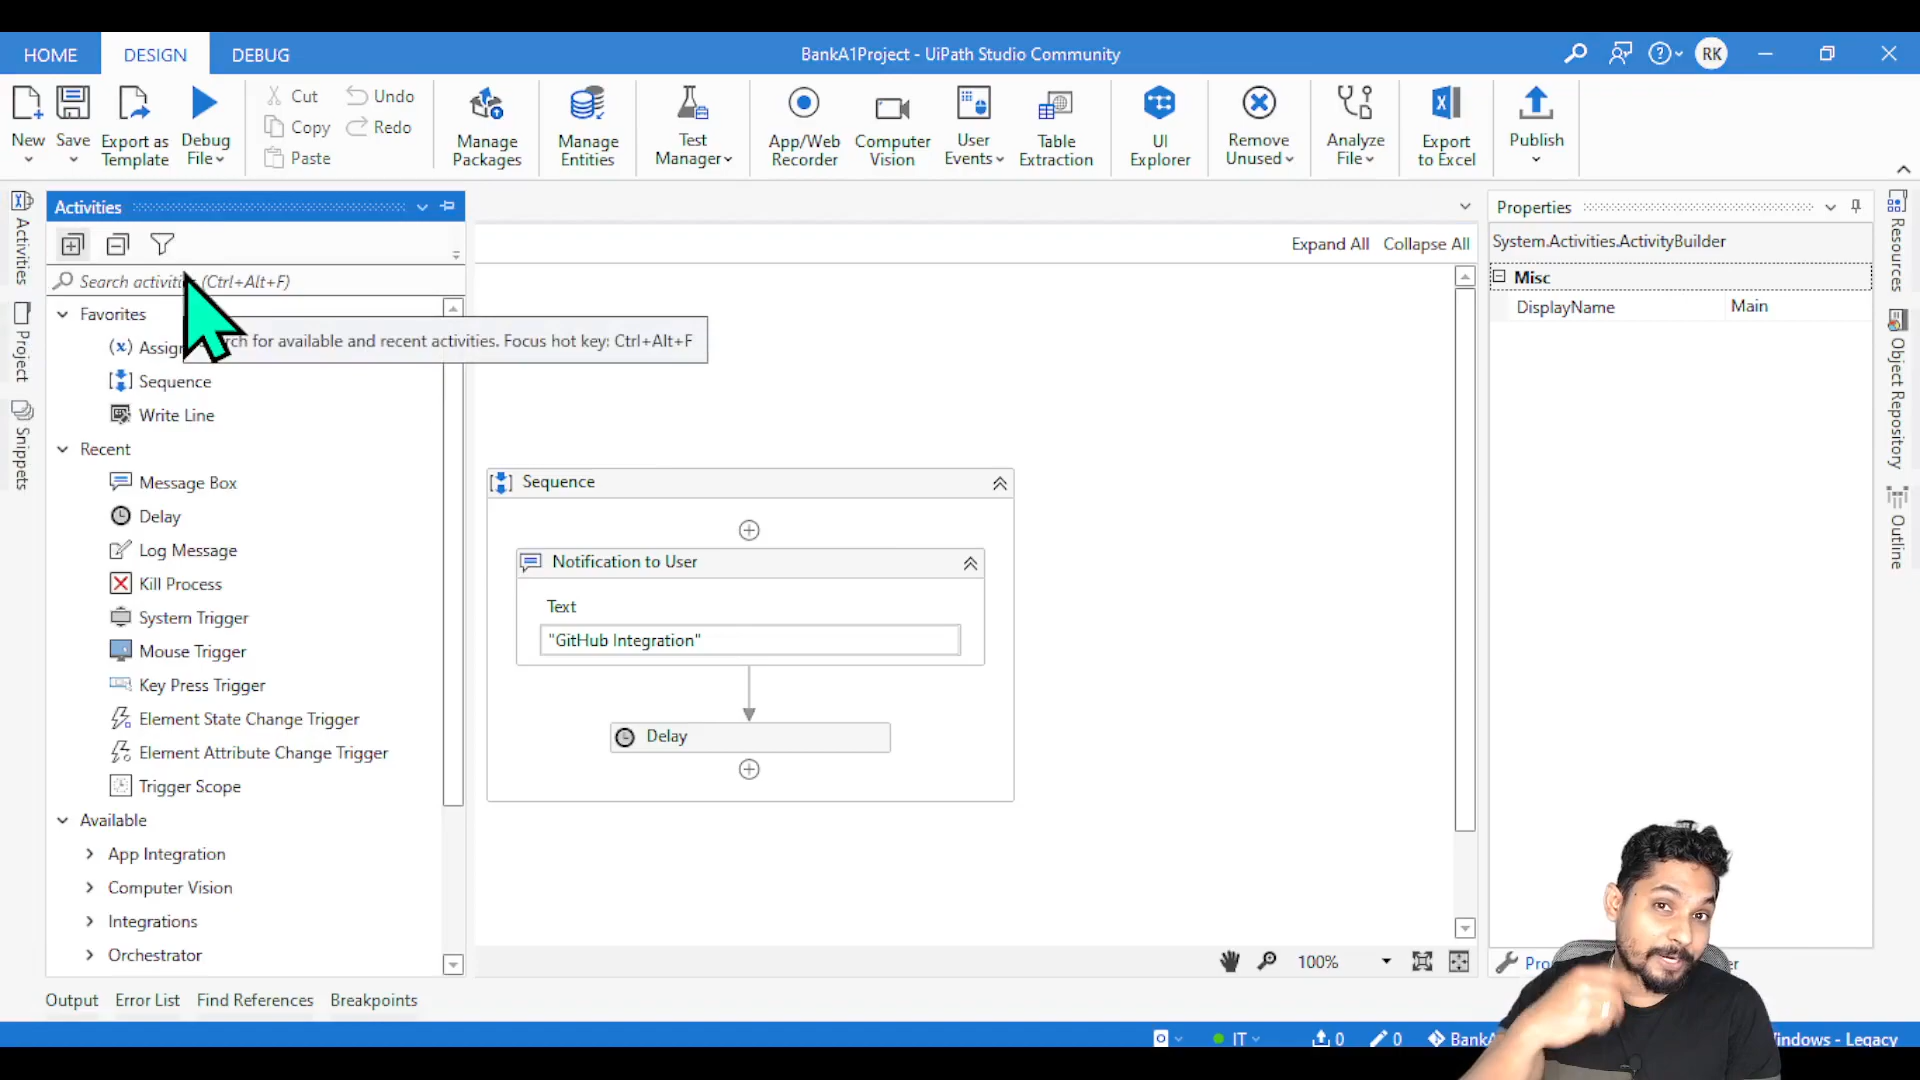 HOME
DESIGN
DEBUG
BankA1Project - UiPath Studio Community
RK
New
Save
Export as Template
Debug File
Cut
Copy
Paste
Undo
Redo
Manage Packages
Manage Entities
Test Manager
App/Web Recorder
Computer Vision
User Events
Table Extraction
UI Explorer
Remove Unused
Analyze File
Export to Excel
Publish
Activities
Project
Snippets
Activities
Search activities (Ctrl+Alt+F)
for available and recent activities. Focus hot key: Ctrl+Alt+F
Favorites
Assign
Sequence
Write Line
Recent
Message Box
Delay
Log Message
Kill Process
System Trigger
Mouse Trigger
Key Press Trigger
Element State Change Trigger
Element Attribute Change Trigger
Trigger Scope
Available
App Integration
Computer Vision
Integrations
Orchestrator
Expand All Collapse All
Sequence
Notification to User
Text
"GitHub Integration"
Delay
100%
Properties
System.Activities.ActivityBuilder
Misc
DisplayName Main
Resources
Object Repository
Outline
Output Error List Find References Breakpoints
IT 0 0 BankA
Windows - Legacy